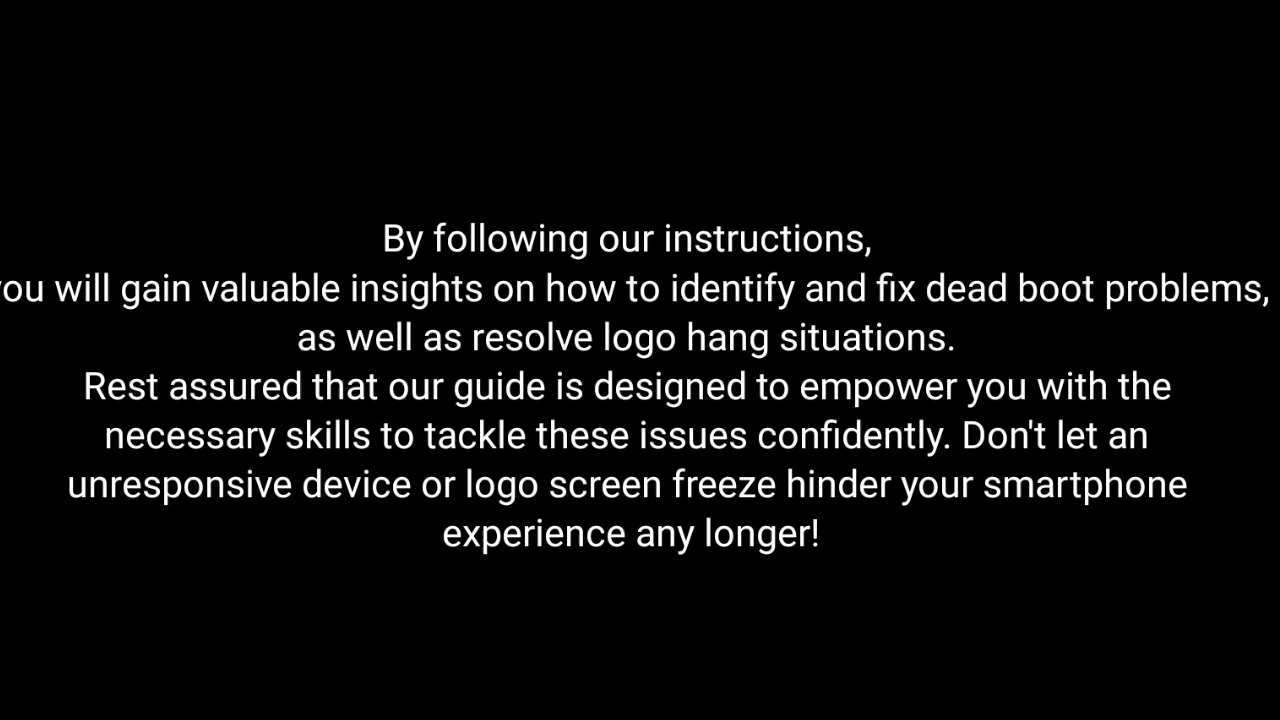 By following our instructions,
you will gain valuable insights on how to identify and fix dead boot problems,
as well as resolve logo hang situations.
Rest assured that our guide is designed to empower you with the
necessary skills to tackle these issues confidently. Don't let an
unresponsive device or logo screen freeze hinder your smartphone
experience any longer!